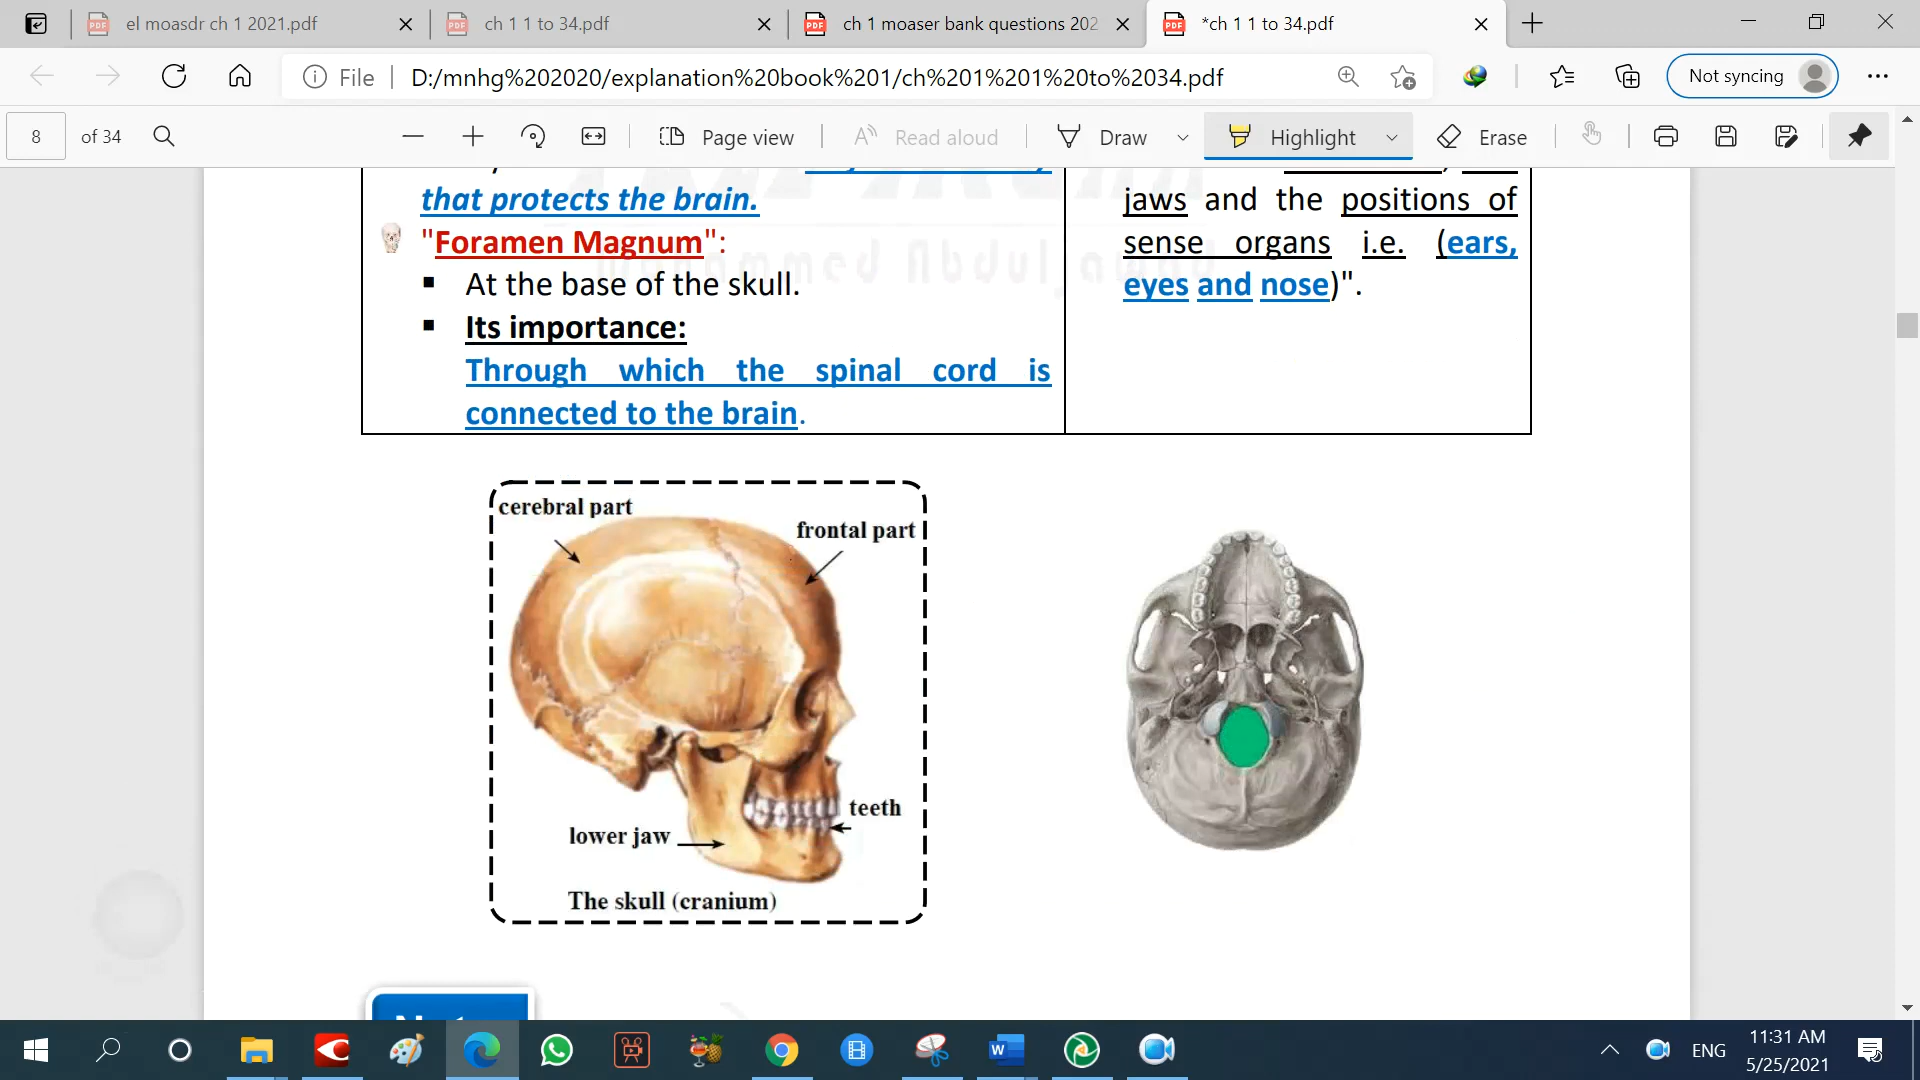 el moasdr ch 1 2021.pdf
ch 1 1 to 34.pdf
ch 1 moaser bank questions 202
*ch 1 1 to 34.pdf
File
D:/mnhg%202020/explanation%20book%201/ch%201%201%20to%2034.pdf
Not syncing
8 of 34
Page view
Read aloud
Draw
Highlight
Erase
that protects the brain.
"Foramen Magnum":
▪ At the base of the skull.
▪ Its importance:
Through which the spinal cord is
connected to the brain.
jaws and the positions of
sense organs i.e. (ears,
eyes and nose)".
cerebral part
frontal part
teeth
lower jaw
The skull (cranium)
ENG
11:31 AM
5/25/2021